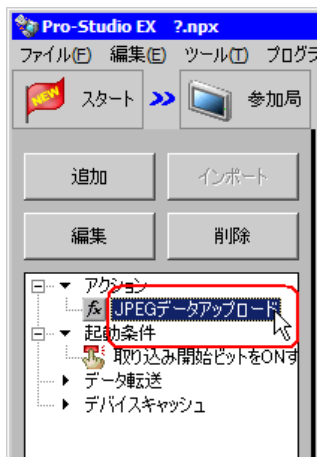 Pro-Studio EX ?.npx
ファイル(F) 編集(E) ツール(T) プログラ
NEW スタート 参加局
追加 インポート
編集 削除
アクション
fx JPEGデータアップロード
起動条件
取り込み開始ビットをONす
データ転送
デバイスキャッシュ